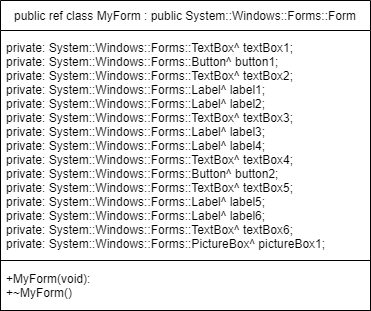 public ref class MyForm : public System::Windows::Forms::Form
private: System::Windows::Forms::TextBox^ textBox1;
private: System::Windows::Forms::Button^ button1;
private: System::Windows::Forms::TextBox^ textBox2;
private: System::Windows::Forms::Label^ label1;
private: System::Windows::Forms::Label^ label2;
private: System::Windows::Forms::TextBox^ textBox3;
private: System::Windows::Forms::Label^ label3;
private: System::Windows::Forms::Label^ label4;
private: System::Windows::Forms::TextBox^ textBox4;
private: System::Windows::Forms::Button^ button2;
private: System::Windows::Forms::TextBox^ textBox5;
private: System::Windows::Forms::Label^ label5;
private: System::Windows::Forms::Label^ label6;
private: System::Windows::Forms::TextBox^ textBox6;
private: System::Windows::Forms::PictureBox^ pictureBox1;
+MyForm(void):
+~MyForm()